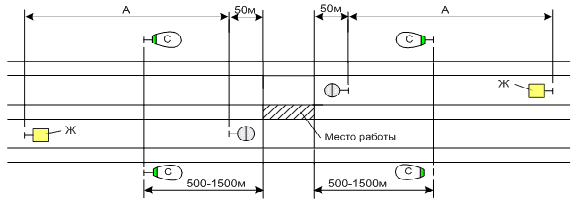 А 50м 50м А
С С
Ж
Ж
Место работы
С С
500-1500м 500-1500м